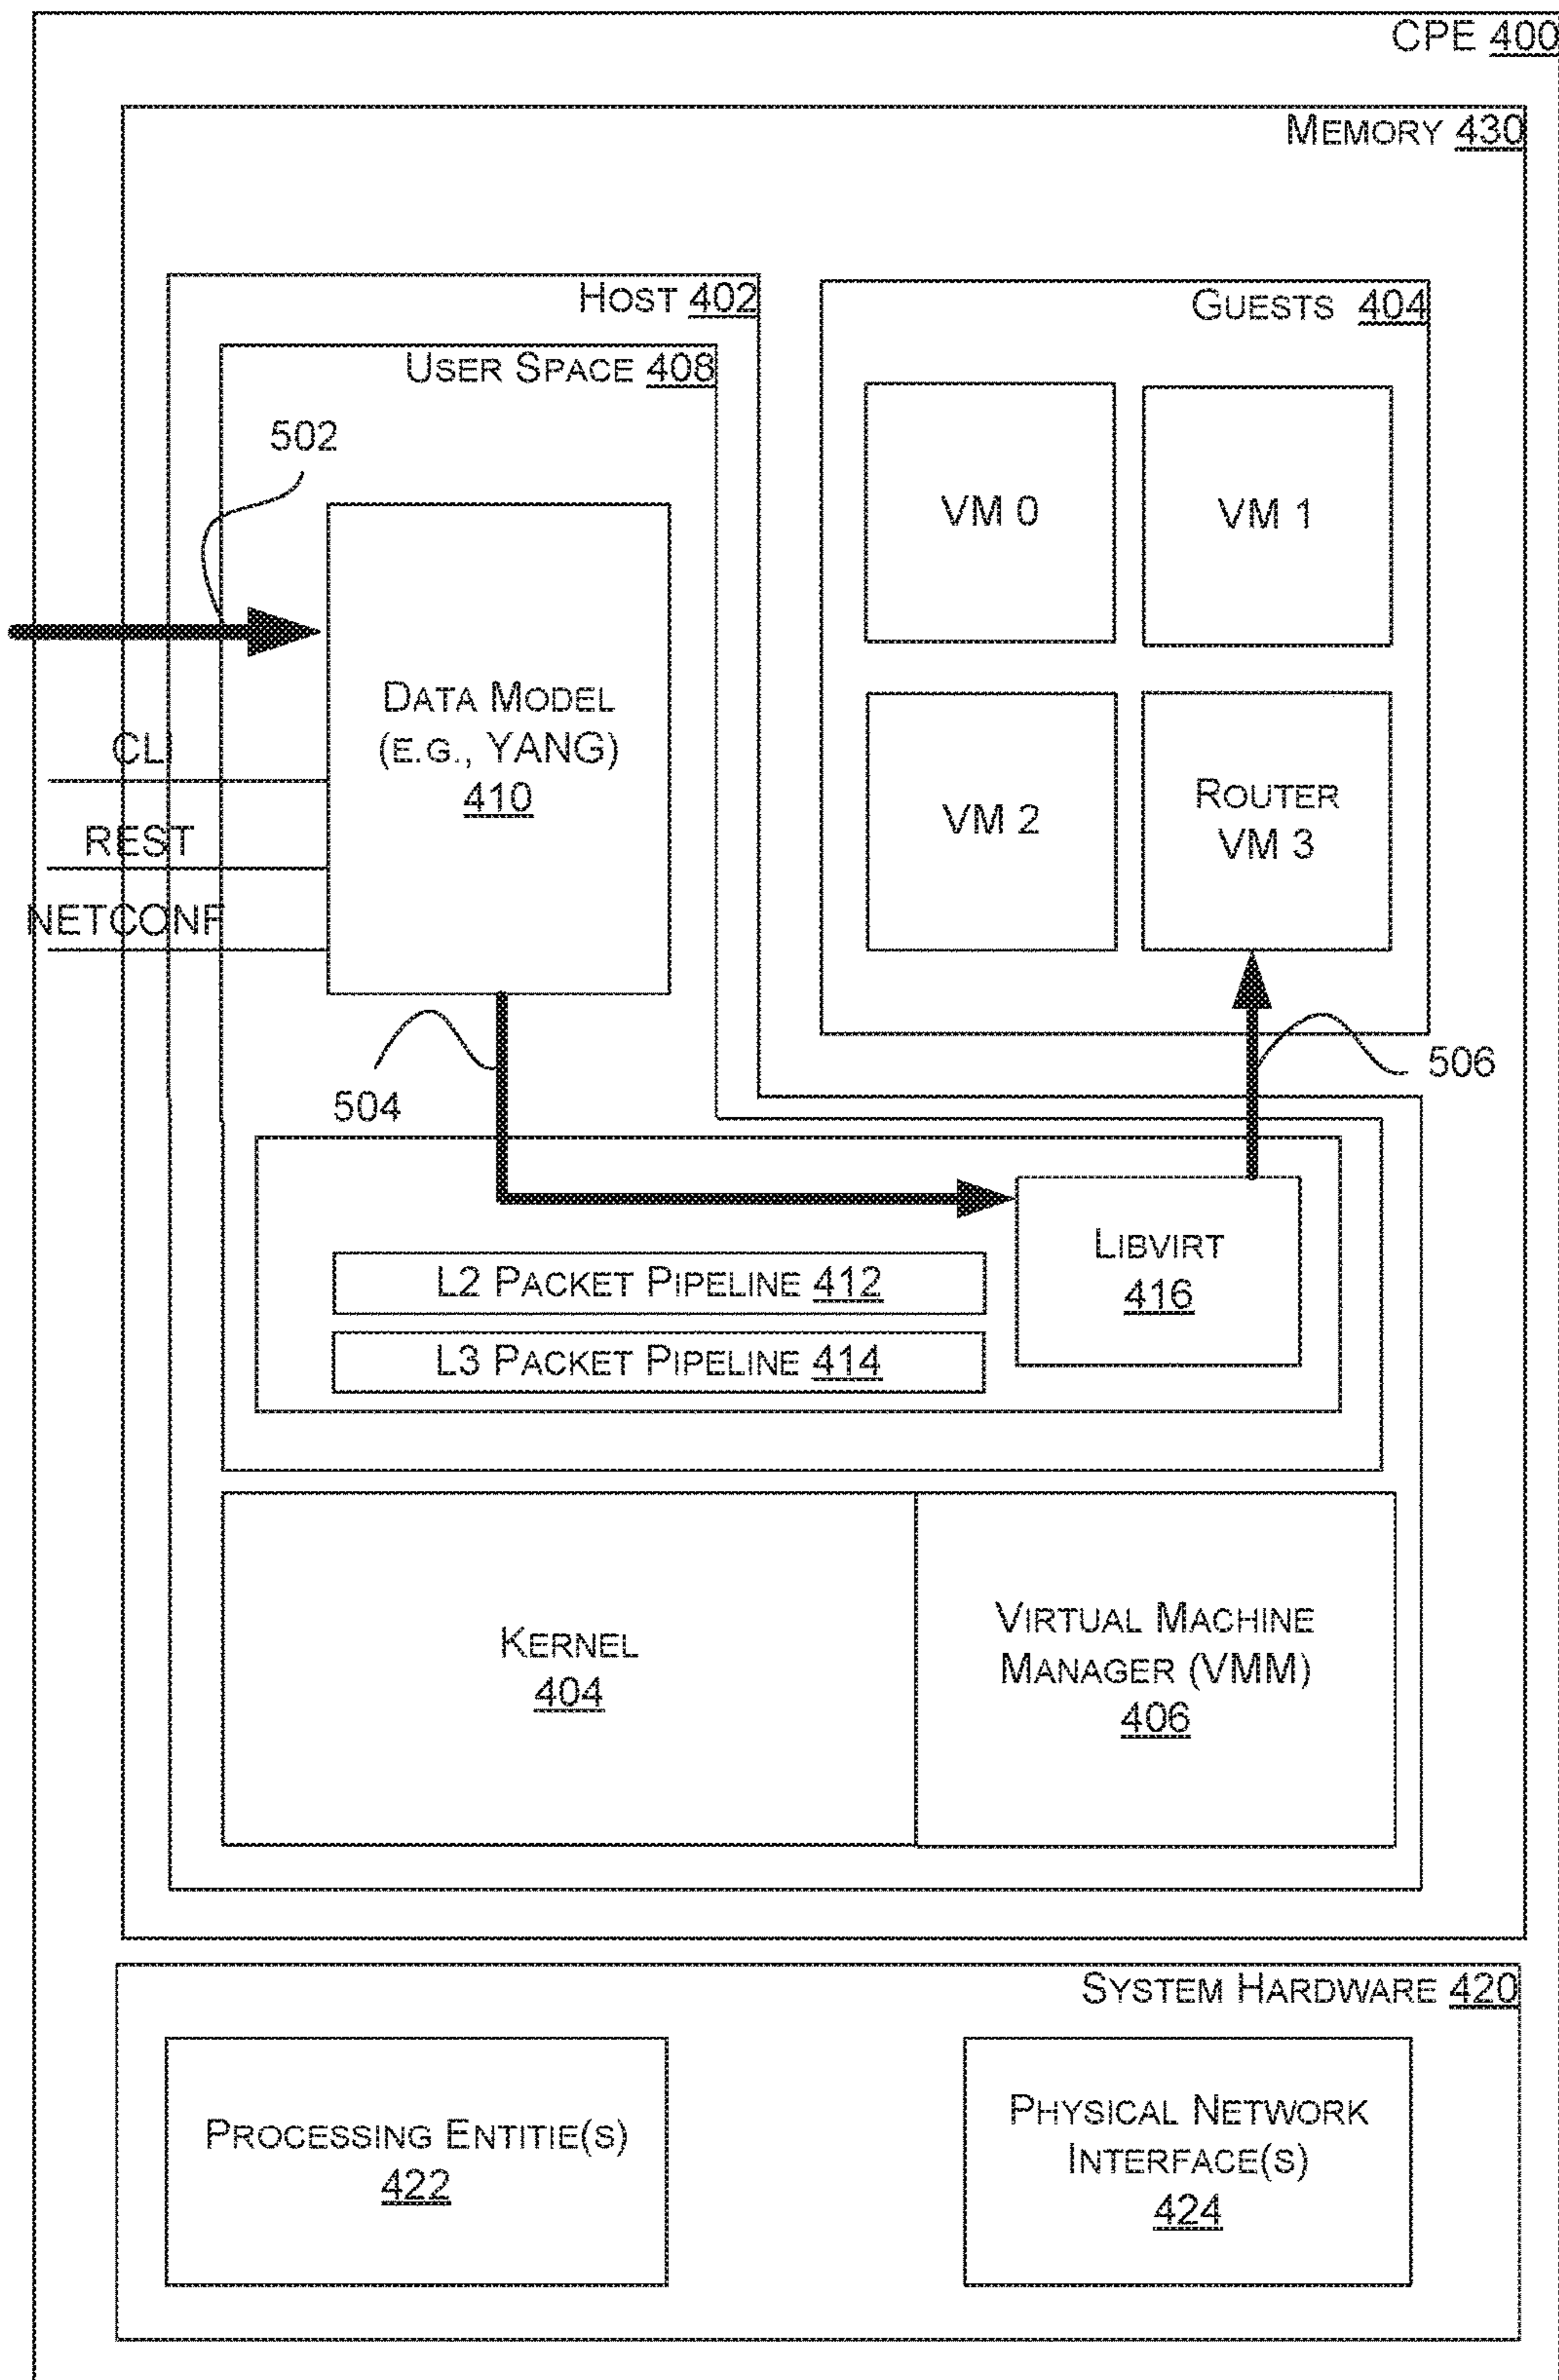 CPE 400
MEMORY 430
HOST 402
GUESTS 404
USER SPACE 408
502
VM 0
VM 1
DATA MODEL
(E.G., YANG)
410
CLI
REST
NETCONF
VM 2
ROUTER
VM 3
504
506
LIBVIRT
416
L2 PACKET PIPELINE 412
L3 PACKET PIPELINE 414
KERNEL
404
VIRTUAL MACHINE
MANAGER (VMM)
406
SYSTEM HARDWARE 420
PROCESSING ENTITIE(S)
422
PHYSICAL NETWORK
INTERFACE(S)
424